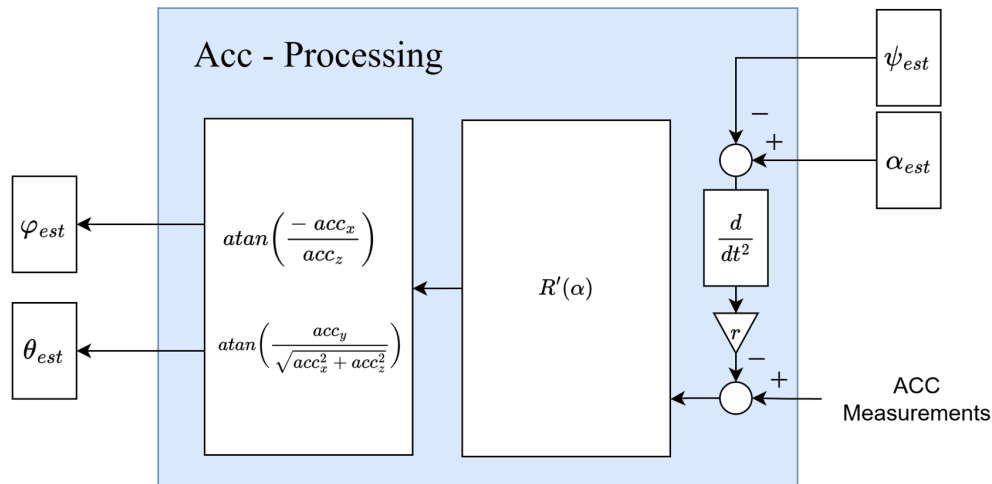 Acc - Processing
ψ_est
−
+
α_est
φ_est
atan(− acc_x / acc_z)
d / dt²
R′(α)
r
θ_est
atan(acc_y / √(acc_x² + acc_z²))
−
+
ACC
Measurements